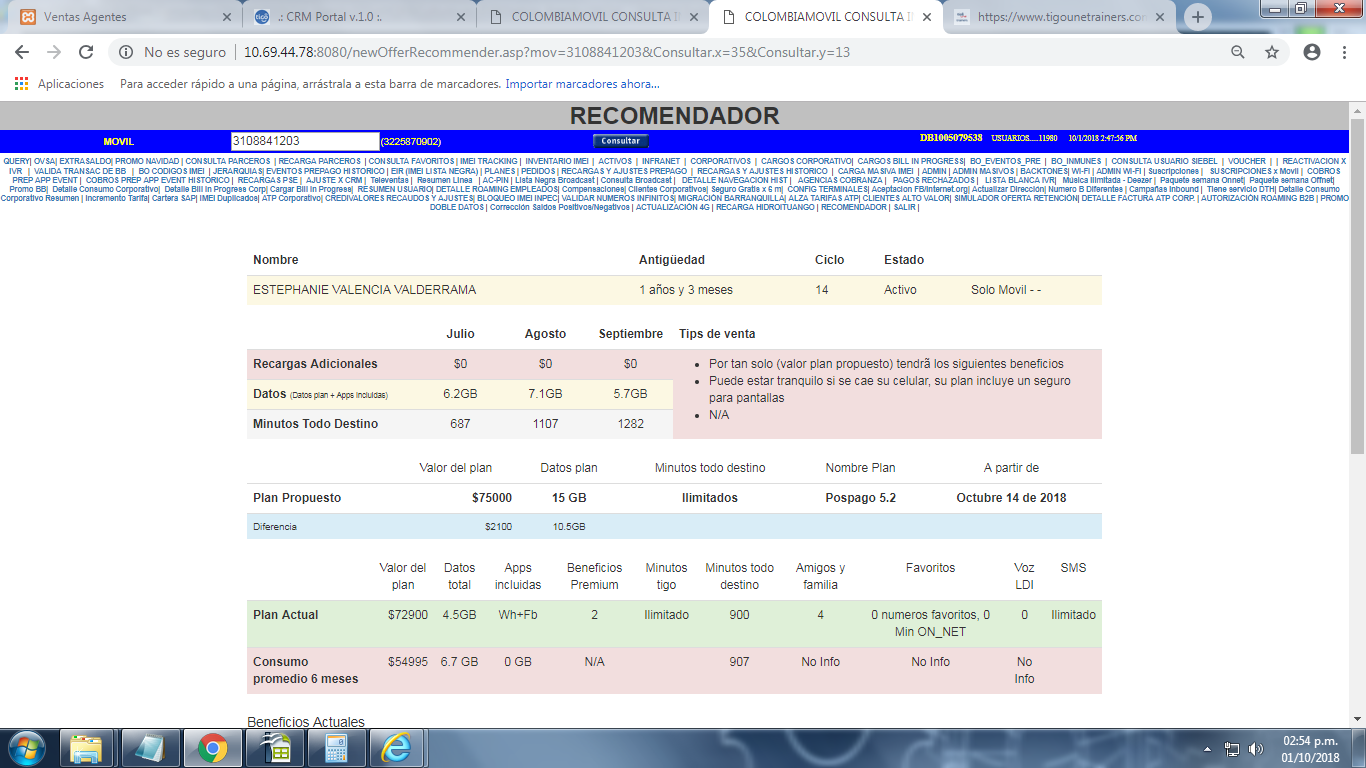 Ventas Agentes
.: CRM Portal v.1.0 :.
COLOMBIAMOVIL CONSULTA I
COLOMBIAMOVIL CONSULTA I
https://www.tigounetrainers.co
No es seguro | 10.69.44.78:8080/newOfferRecommender.asp?mov=3108841203&Consultar.x=35&Consultar.y=13
Aplicaciones Para acceder rápido a una página, arrástrala a esta barra de marcadores. Importar marcadores ahora...
RECOMENDADOR
MOVIL 3108841203 (3225870902) Consultar DB1005079538 USUARIOS.....11980 10/1/2018 2:47:56 PM
QUERY| OVSA| EXTRASALDO| PROMO NAVIDAD | CONSULTA PARCEROS | RECARGA PARCEROS | CONSULTA FAVORITOS | IMEI TRACKING | INVENTARIO IMEI | ACTIVOS | INFRANET | CORPORATIVOS | CARGOS CORPORATIVO| CARGOS BILL IN PROGRESS| BO_EVENTOS_PRE | BO_INMUNES | CONSULTA USUARIO SIEBEL | VOUCHER | | REACTIVACION X
IVR | VALIDA TRANSAC DE BB | BO CODIGOS IMEI | JERARQUIAS| EVENTOS PREPAGO HISTORICO | EIR (IMEI LISTA NEGRA) | PLANES | PEDIDOS | RECARGAS Y AJUSTES PREPAGO | RECARGAS Y AJUSTES HISTORICO | CARGA MASIVA IMEI | ADMIN | ADMIN MASIVOS | BACKTONES| WI-FI | ADMIN WI-FI | Suscripciones | SUSCRIPCIONES x Movil | COBROS
PREP APP EVENT | COBROS PREP APP EVENT HISTORICO | RECARGAS PSE | AJUSTE X CRM | Televentas | Resumen Linea | AC-PIN | Lista Negra Broadcast | Consulta Broadcast | DETALLE NAVEGACION HIST | AGENCIAS COBRANZA | PAGOS RECHAZADOS | LISTA BLANCA IVR| Música Ilimitada - Deezer | Paquete semana Onnet| Paquete semana Offnet|
Promo BB| Detalle Consumo Corporativo| Detalle Bill In Progress Corp| Cargar Bill In Progress| RESUMEN USUARIO| DETALLE ROAMING EMPLEADOS| Compensaciones| Clientes Corporativos| Seguro Gratis x 6 m| CONFIG TERMINALES| Aceptacion FB/Internet.org| Actualizar Dirección| Numero B Diferentes | Campañas Inbound | Tiene servicio DTH| Detalle Consumo
Corporativo Resumen | Incremento Tarifa| Cartera SAP| IMEI Duplicados| ATP Corporativo| CREDIVALORES RECAUDOS Y AJUSTES| BLOQUEO IMEI INPEC| VALIDAR NUMEROS INFINITOS| MIGRACIÓN BARRANQUILLA| ALZA TARIFAS ATP| CLIENTES ALTO VALOR| SIMULADOR OFERTA RETENCIÓN| DETALLE FACTURA ATP CORP. | AUTORIZACIÓN ROAMING B2B | PROMO
DOBLE DATOS | Corrección Saldos Positivos/Negativos | ACTUALIZACIÓN 4G | RECARGA HIDROITUANGO | RECOMENDADOR | SALIR |
Nombre Antigüedad Ciclo Estado
ESTEPHANIE VALENCIA VALDERRAMA 1 años y 3 meses 14 Activo Solo Movil - -
Julio Agosto Septiembre Tips de venta
Recargas Adicionales $0 $0 $0
• Por tan solo (valor plan propuesto) tendrã los siguientes beneficios
• Puede estar tranquilo si se cae su celular, su plan incluye un seguro
para pantallas
• N/A
Datos (Datos plan + Apps incluidas) 6.2GB 7.1GB 5.7GB
Minutos Todo Destino 687 1107 1282
Valor del plan Datos plan Minutos todo destino Nombre Plan A partir de
Plan Propuesto $75000 15 GB Ilimitados Pospago 5.2 Octubre 14 de 2018
Diferencia $2100 10.5GB
Valor del plan Datos total Apps incluidas Beneficios Premium Minutos tigo Minutos todo destino Amigos y familia Favoritos Voz LDI SMS
Plan Actual $72900 4.5GB Wh+Fb 2 Ilimitado 900 4 0 numeros favoritos, 0 Min ON_NET 0 Ilimitado
Consumo promedio 6 meses $54995 6.7 GB 0 GB N/A 907 No Info No Info No Info
Beneficios Actuales
02:54 p.m.
01/10/2018